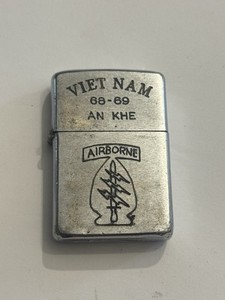 VIET NAM
68-69
AN KHE
AIRBORNE